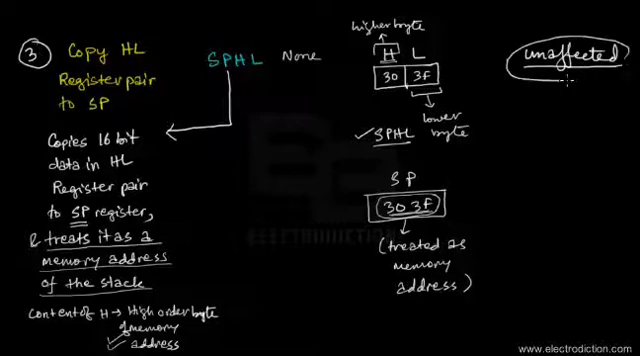 3 Copy HL
Register pair
to SP
SPHL None
Copies 16 bit
data in HL
Register pair
to SP register,
& treats it as a
memory address
of the stack
Content of H → High order byte
of memory
address
higher byte
H L
30 3f
lower
byte
SPHL
SP
30 3f
(treated as
memory
address)
unaffected
ELECTRODICTION
www.electrodiction.com